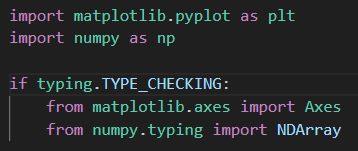 import matplotlib.pyplot as plt
import numpy as np
if typing.TYPE_CHECKING:
    from matplotlib.axes import Axes
    from numpy.typing import NDArray